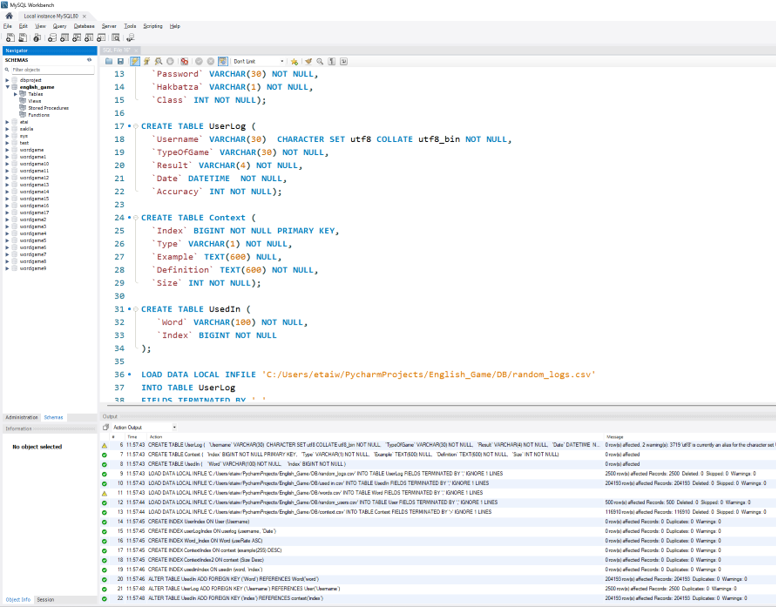 MySQL Workbench
Local instance MySQL80
File Edit View Query Database Server Tools Scripting Help
Navigator
SCHEMAS
Filter objects
dbproject
english_game
Tables
Views
Stored Procedures
Functions
etai
sakila
sys
test
wordgame
wordgame1
wordgame10
wordgame11
wordgame12
wordgame13
wordgame14
wordgame15
wordgame16
wordgame17
wordgame2
wordgame3
wordgame4
wordgame5
wordgame6
wordgame7
wordgame8
wordgame9
Administration Schemas
Information
No object selected
Object Info Session
Don't Limit
13 `Password` VARCHAR(30) NOT NULL,
14 `Hakbatza` VARCHAR(1) NOT NULL,
15 `Class` INT NOT NULL);
16
17 CREATE TABLE UserLog (
18 `Username` VARCHAR(30) CHARACTER SET utf8 COLLATE utf8_bin NOT NULL,
19 `TypeOfGame` VARCHAR(30) NOT NULL,
20 `Result` VARCHAR(4) NOT NULL,
21 `Date` DATETIME NOT NULL,
22 `Accuracy` INT NOT NULL);
23
24 CREATE TABLE Context (
25 `Index` BIGINT NOT NULL PRIMARY KEY,
26 `Type` VARCHAR(1) NOT NULL,
27 `Example` TEXT(600) NULL,
28 `Definition` TEXT(600) NOT NULL,
29 `Size` INT NOT NULL);
30
31 CREATE TABLE UsedIn (
32 `Word` VARCHAR(100) NOT NULL,
33 `Index` BIGINT NOT NULL
34 );
35
36 LOAD DATA LOCAL INFILE 'C:/Users/etaiw/PycharmProjects/English_Game/DB/random_logs.csv'
37 INTO TABLE UserLog
38 FIELDS TERMINATED BY ','
Output
Action Output
# Time Action Message
6 11:57:43 CREATE TABLE UserLog ( `Username` VARCHAR(30) CHARACTER SET utf8 COLLATE utf8_bin NOT NULL, `TypeOfGame` VARCHAR(30) NOT NULL, `Result` VARCHAR(4) NOT NULL, `Date` DATETIME N... 0 row(s) affected, 2 warning(s): 3719 'utf8' is currently an alias for the character set
7 11:57:43 CREATE TABLE Context ( `Index` BIGINT NOT NULL PRIMARY KEY, `Type` VARCHAR(1) NOT NULL, `Example` TEXT(600) NULL, `Definition` TEXT(600) NOT NULL, `Size` INT NOT NULL) 0 row(s) affected
8 11:57:43 CREATE TABLE UsedIn ( `Word` VARCHAR(100) NOT NULL, `Index` BIGINT NOT NULL ) 0 row(s) affected
9 11:57:43 LOAD DATA LOCAL INFILE 'C:/Users/etaiw/PycharmProjects/English_Game/DB/random_logs.csv' INTO TABLE UserLog FIELDS TERMINATED BY ',' IGNORE 1 LINES 2500 row(s) affected Records: 2500 Deleted: 0 Skipped: 0 Warnings: 0
10 11:57:43 LOAD DATA LOCAL INFILE 'C:/Users/etaiw/PycharmProjects/English_Game/DB/used in.csv' INTO TABLE UsedIn FIELDS TERMINATED BY ',' IGNORE 1 LINES 204193 row(s) affected Records: 204193 Deleted: 0 Skipped: 0 Warnings: 0
11 11:57:43 LOAD DATA LOCAL INFILE 'C:/Users/etaiw/PycharmProjects/English_Game/DB/words.csv' INTO TABLE Word FIELDS TERMINATED BY ',' IGNORE 1 LINES
12 11:57:44 LOAD DATA LOCAL INFILE 'C:/Users/etaiw/PycharmProjects/English_Game/DB/random_users.csv' INTO TABLE User FIELDS TERMINATED BY ',' IGNORE 1 LINES 500 row(s) affected Records: 500 Deleted: 0 Skipped: 0 Warnings: 0
13 11:57:44 LOAD DATA LOCAL INFILE 'C:/Users/etaiw/PycharmProjects/English_Game/DB/context.csv' INTO TABLE Context FIELDS TERMINATED BY IGNORE 1 LINES 116910 row(s) affected Records: 116910 Deleted: 0 Skipped: 0 Warnings: 0
14 11:57:45 CREATE INDEX UserIndex ON User (Username) 0 row(s) affected Records: 0 Duplicates: 0 Warnings: 0
15 11:57:45 CREATE INDEX userLogIndex ON userlog (username, `Date`) 0 row(s) affected Records: 0 Duplicates: 0 Warnings: 0
16 11:57:45 CREATE INDEX Word_Index ON Word (userRate ASC) 0 row(s) affected Records: 0 Duplicates: 0 Warnings: 0
17 11:57:45 CREATE INDEX ContextIndex ON context (example(255) DESC) 0 row(s) affected Records: 0 Duplicates: 0 Warnings: 0
18 11:57:45 CREATE INDEX ContextIndex2 ON context (Size Desc) 0 row(s) affected Records: 0 Duplicates: 0 Warnings: 0
19 11:57:45 CREATE INDEX usedinIndex ON usedin (word, `index`) 0 row(s) affected Records: 0 Duplicates: 0 Warnings: 0
20 11:57:46 ALTER TABLE UsedIn ADD FOREIGN KEY (`Word`) REFERENCES Word(`word`) 204193 row(s) affected Records: 204193 Duplicates: 0 Warnings: 0
21 11:57:48 ALTER TABLE UserLog ADD FOREIGN KEY (`Username`) REFERENCES User(`Username`) 2500 row(s) affected Records: 2500 Duplicates: 0 Warnings: 0
22 11:57:48 ALTER TABLE UsedIn ADD FOREIGN KEY (`Index`) REFERENCES context(`Index`) 204193 row(s) affected Records: 204193 Duplicates: 0 Warnings: 0